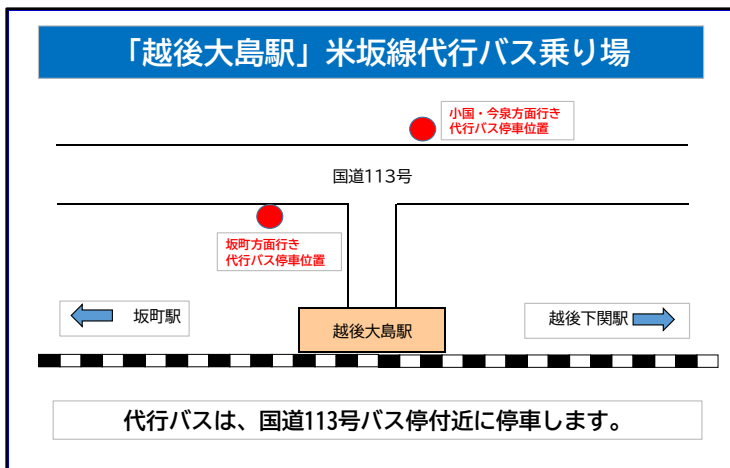 「越後大島駅」米坂線代行バス乗り場
小国・今泉方面行き
代行バス停車位置
国道113号
坂町方面行き
代行バス停車位置
坂町駅
越後大島駅
越後下関駅
代行バスは、国道113号バス停付近に停車します。